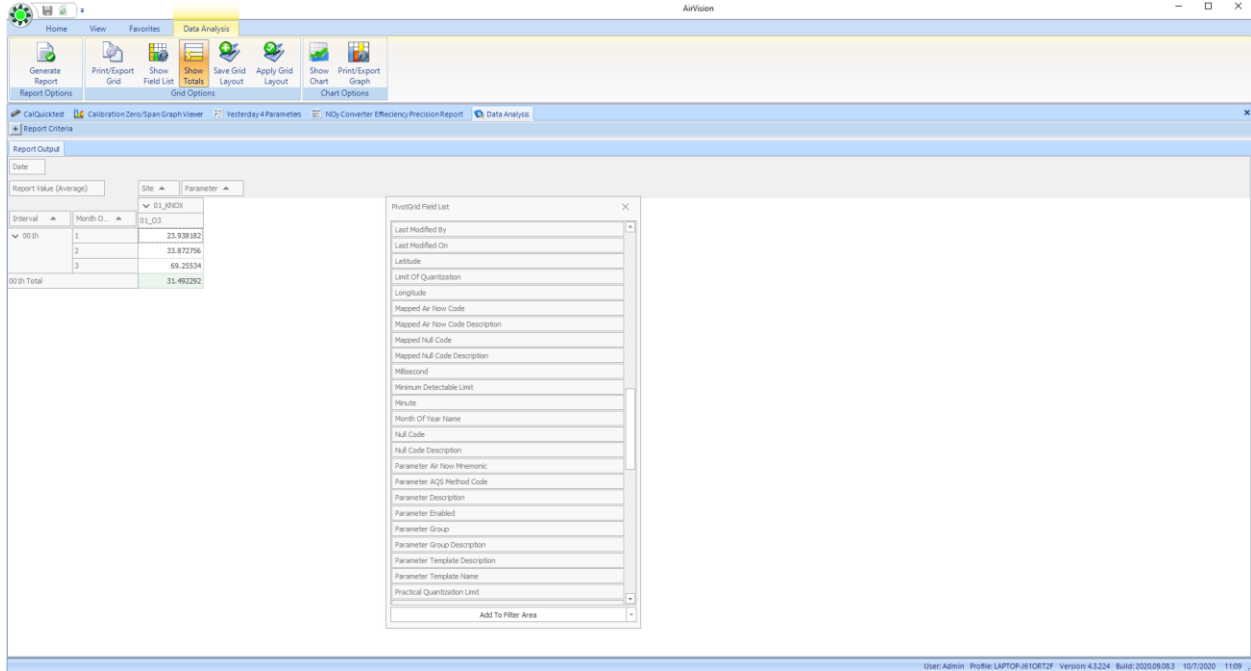 AirVision
Home View Favorites Data Analysis
Generate Report
Print/Export Grid
Show Field List
Show Totals
Save Grid Layout
Apply Grid Layout
Show Chart
Print/Export Graph
Report Options Grid Options Chart Options
CalQuicktest Calibration Zero/Span Graph Viewer Yesterday 4 Parameters NOy Converter Effieciency Precision Report Data Analysis
Report Criteria
Report Output
Date
Report Value (Average) Site Parameter
01_KNOX
Interval Month O... 01_O3
001h 1 23.938182
2 33.872756
3 69.25534
001h Total 31.492292
PivotGrid Field List
Last Modified By
Last Modified On
Latitude
Limit Of Quantization
Longitude
Mapped Air Now Code
Mapped Air Now Code Description
Mapped Null Code
Mapped Null Code Description
Millisecond
Minimum Detectable Limit
Minute
Month Of Year Name
Null Code
Null Code Description
Parameter Air Now Mnemonic
Parameter AQS Method Code
Parameter Description
Parameter Enabled
Parameter Group
Parameter Group Description
Parameter Template Description
Parameter Template Name
Practical Quantization Limit
Add To Filter Area
User: Admin Profile: LAPTOP-J61ORT2F Version: 4.3.224 Build: 2020.09.08.3 10/7/2020 11:09